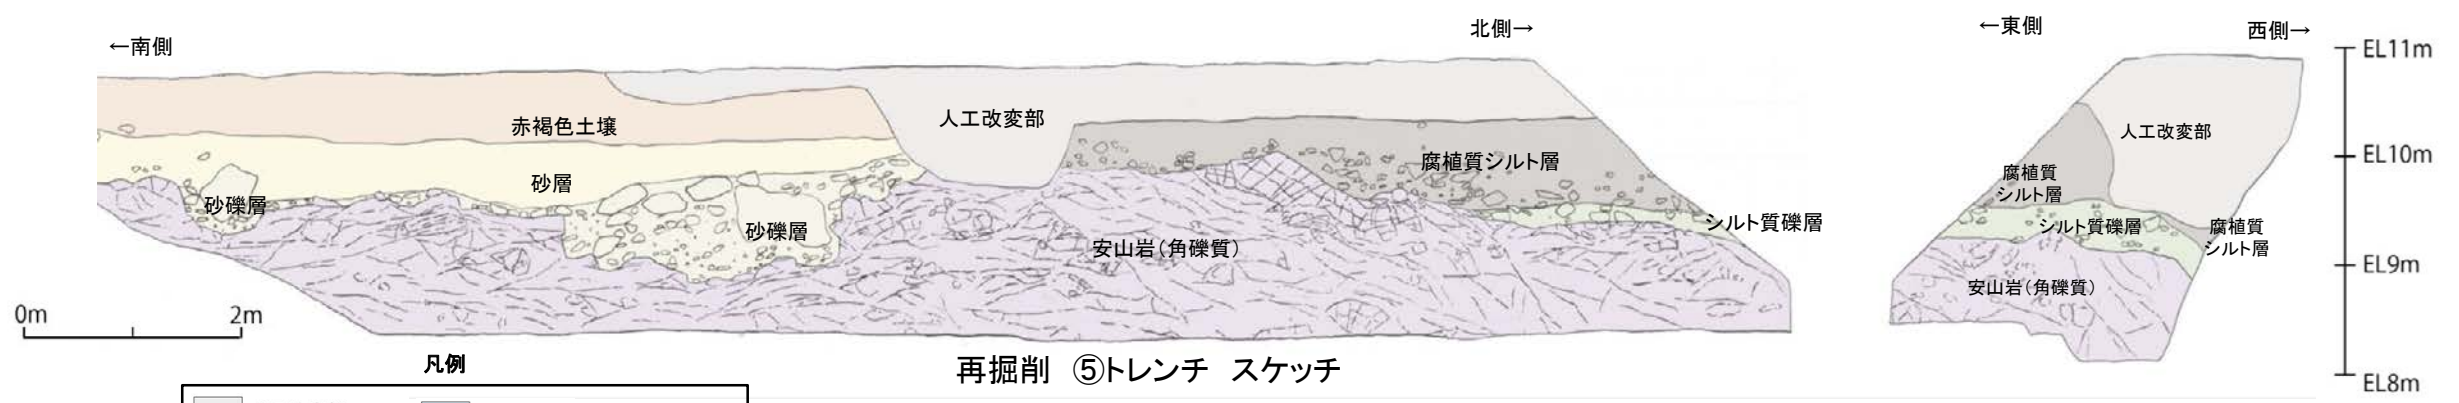 ←南側
北側→
←東側
西側→
EL11m
赤褐色土壌
人工改変部
人工改変部
腐植質シルト層
EL10m
砂層
腐植質
シルト層
砂礫層
砂礫層
シルト質礫層
シルト質礫層
腐植質
シルト層
安山岩(角礫質)
安山岩(角礫質)
EL9m
0m
2m
凡例
再掘削 ⑤トレンチ スケッチ
EL8m